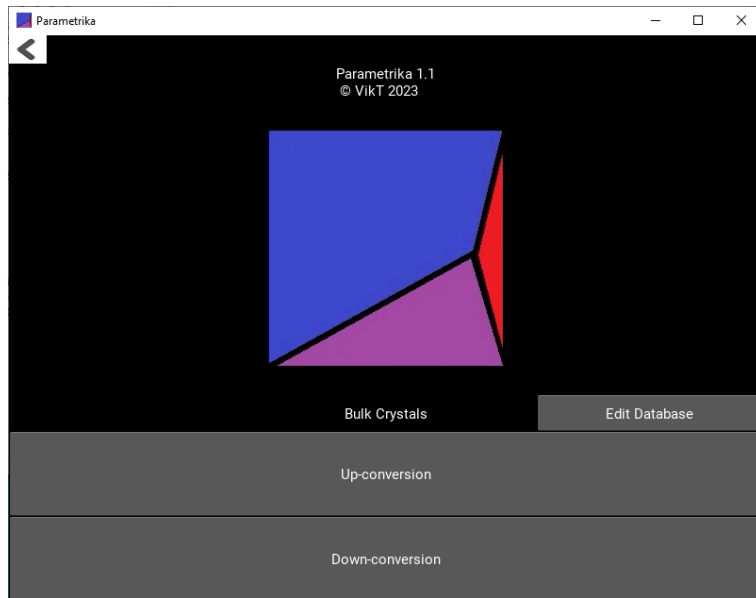 Parametrika
Parametrika 1.1
© VikT 2023
Bulk Crystals
Edit Database
Up-conversion
Down-conversion